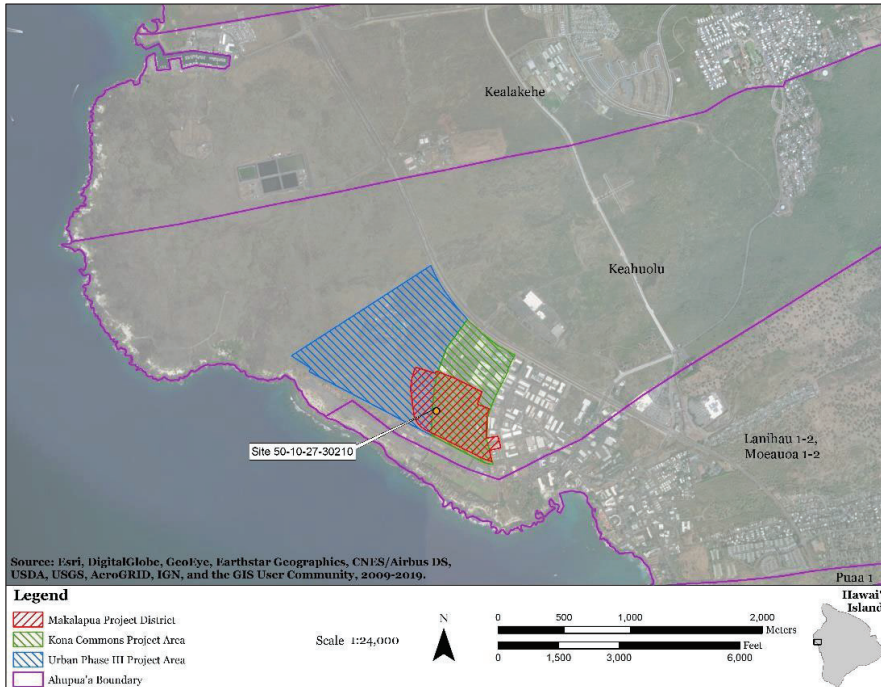 Kealakehe
Keahuolu
Site 50-10-27-30210
Lanihau 1-2,
Moeauoa 1-2
Source: Esri, DigitalGlobe, GeoEye, Earthstar Geographics, CNES/Airbus DS,
USDA, USGS, AeroGRID, IGN, and the GIS User Community, 2009-2019.
Puaa 1
Legend
Makalapua Project District
Kona Commons Project Area
Urban Phase III Project Area
Ahupua'a Boundary
Scale 1:24,000
N
0 500 1,000 2,000
Meters
Feet
0 1,500 3,000 6,000
Hawai'i
Island